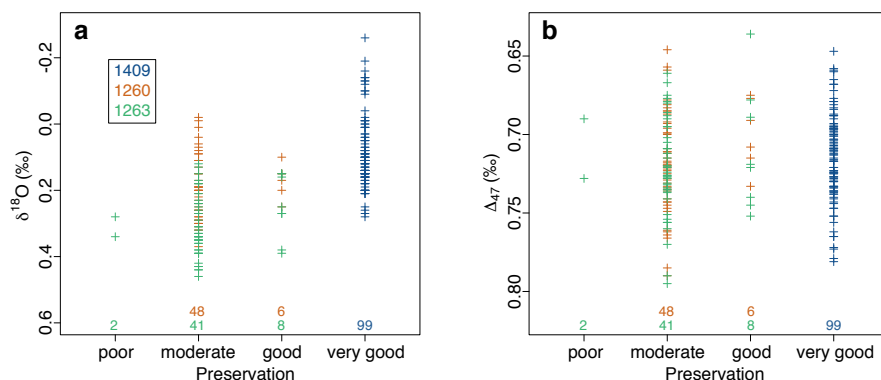 a
1409
1260
1263
-0.2
0.0
0.2
0.4
0.6
δ18O (‰)
48 6
2 41 8 99
poor moderate good very good
Preservation
b
0.65
0.70
0.75
0.80
Δ47 (‰)
48 6
2 41 8 99
poor moderate good very good
Preservation